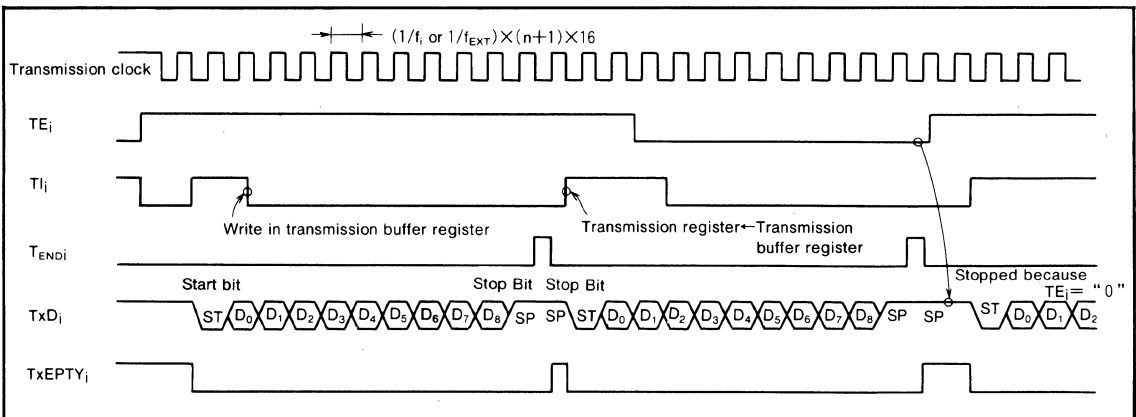 (1/fi or 1/fEXT)×(n+1)×16
Transmission clock
TEi
TIi
Write in transmission buffer register
Transmission register←Transmission
buffer register
TENDi
Start bit
Stop Bit
Stop Bit
Stopped because
TEi= "0"
TxDi
ST D0 D1 D2 D3 D4 D5 D6 D7 D8 SP SP ST D0 D1 D2 D3 D4 D5 D6 D7 D8 SP SP ST D0 D1 D2
TxEPTYi